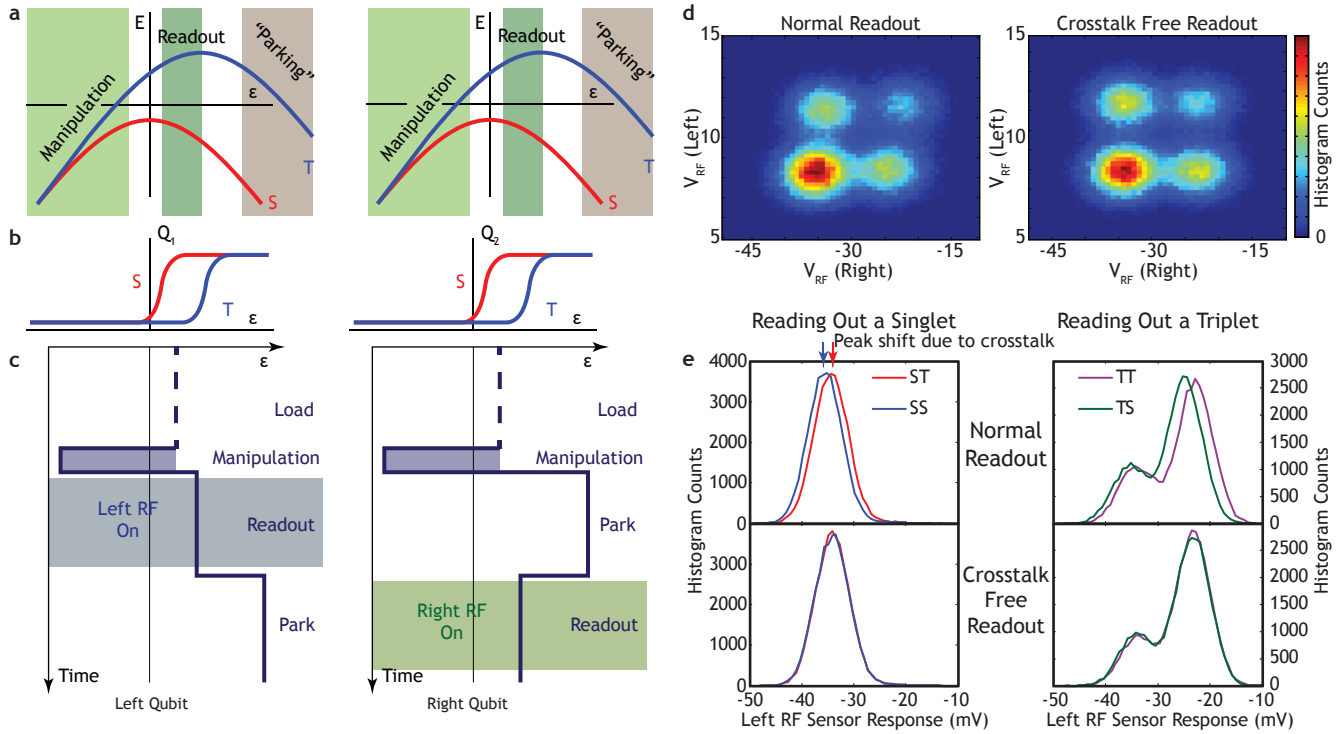 a
E
Readout
"Parking"
Manipulation
ε
T
S
E
Readout
"Parking"
Manipulation
ε
T
S
b
Q1
S
T
ε
Q2
S
T
ε
c
ε
Load
Manipulation
Left RF
On
Readout
Park
Time
Left Qubit
ε
Load
Manipulation
Park
Right RF
On
Readout
Time
Right Qubit
d
Normal Readout
15
10
5
VRF (Left)
-45
-30
-15
VRF (Right)
Crosstalk Free Readout
15
10
5
VRF (Left)
-45
-30
-15
VRF (Right)
0
Histogram Counts
e
Reading Out a Singlet
Reading Out a Triplet
Peak shift due to crosstalk
4000
3000
2000
1000
0
ST
SS
Normal
Readout
TT
TS
3000
2500
2000
1500
1000
500
0
Histogram Counts
3000
2000
1000
0
Crosstalk
Free
Readout
2500
2000
1500
1000
500
0
Histogram Counts
-50
-40
-30
-20
-10
Left RF Sensor Response (mV)
-50
-40
-30
-20
-10
Left RF Sensor Response (mV)